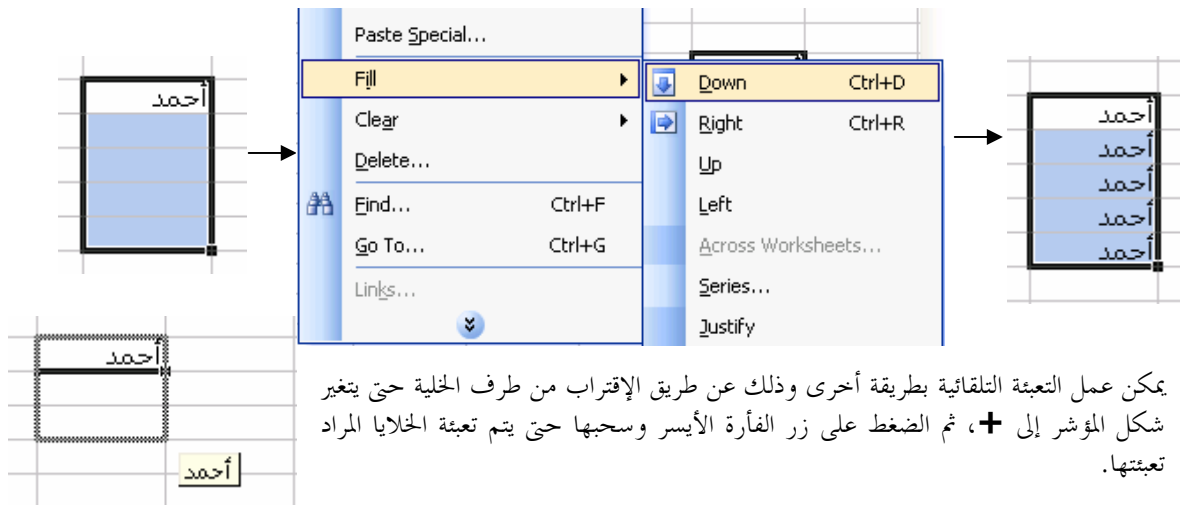 أحمد
Paste Special...
Fill
Clear
Delete...
Find... Ctrl+F
Go To... Ctrl+G
Links...
Down Ctrl+D
Right Ctrl+R
Up
Left
Across Worksheets...
Series...
Justify
أحمد
أحمد
أحمد
أحمد
أحمد
أحمد
أحمد
يمكن عمل التعبئة التلقائية بطريقة أخرى وذلك عن طريق الإقتراب من طرف الخلية حتى يتغير
شكل المؤشر إلى +، ثم الضغط على زر الفأرة الأيسر وسحبها حتى يتم تعبئة الخلايا المراد
تعبئتها.